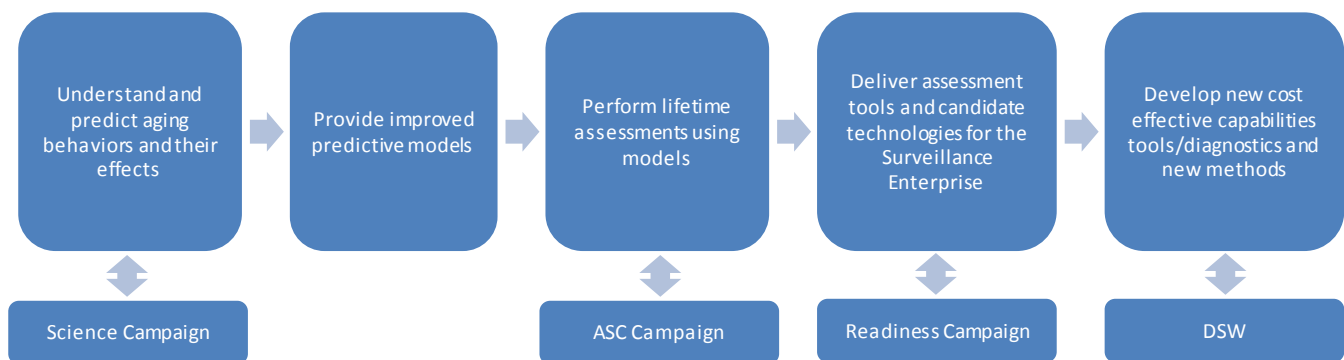 Understand and
predict aging
behaviors and their
effects
Provide improved
predictive models
Perform lifetime
assessments using
models
Deliver assessment
tools and candidate
technologies for the
Surveillance
Enterprise
Develop new cost
effective capabilities
tools/diagnostics and
new methods
Science Campaign
ASC Campaign
Readiness Campaign
DSW